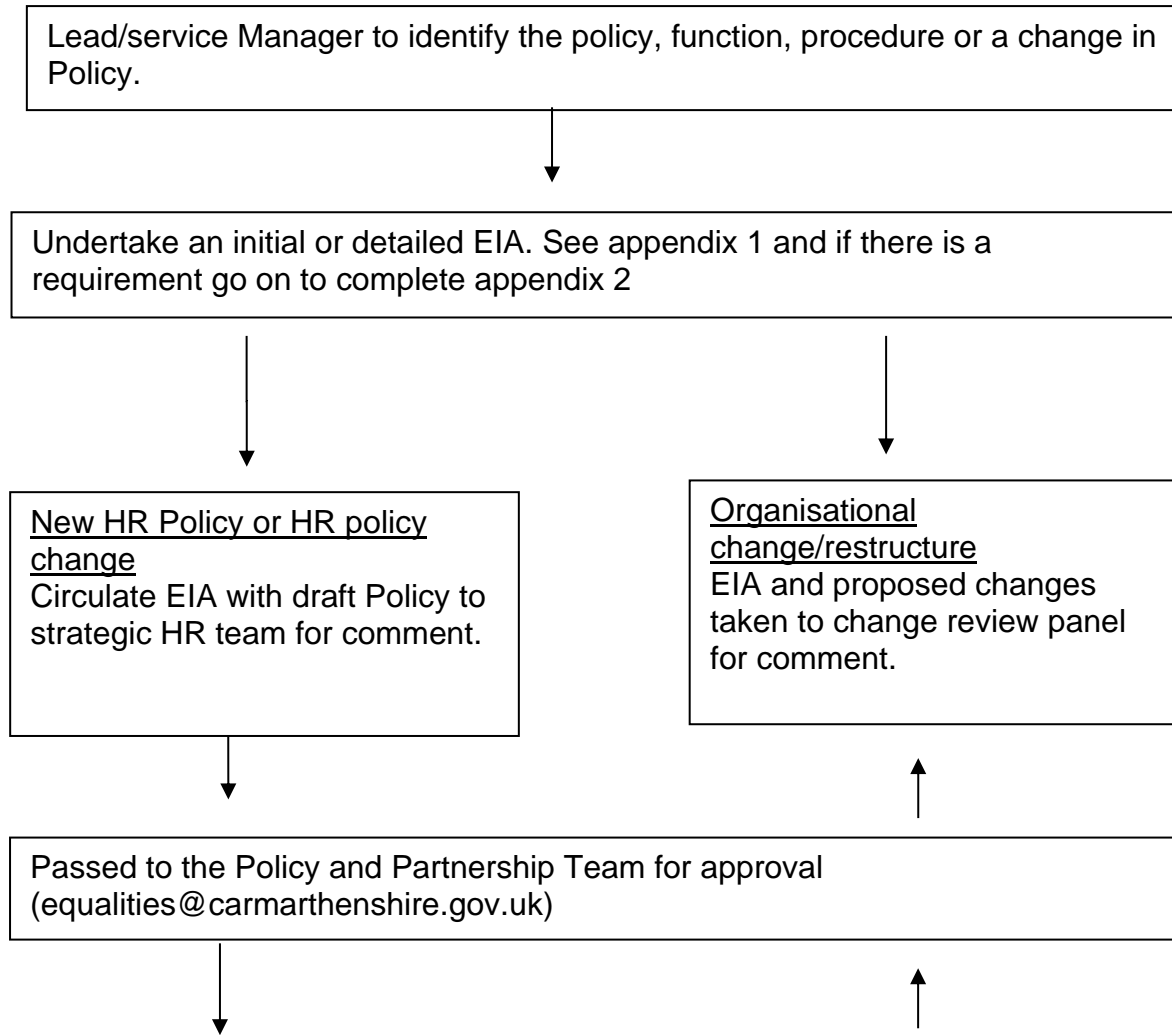 Lead/service Manager to identify the policy, function, procedure or a change in
Policy.
Undertake an initial or detailed EIA. See appendix 1 and if there is a
requirement go on to complete appendix 2
New HR Policy or HR policy
change
Circulate EIA with draft Policy to
strategic HR team for comment.
Organisational
change/restructure
EIA and proposed changes
taken to change review panel
for comment.
Passed to the Policy and Partnership Team for approval
(equalities@carmarthenshire.gov.uk)